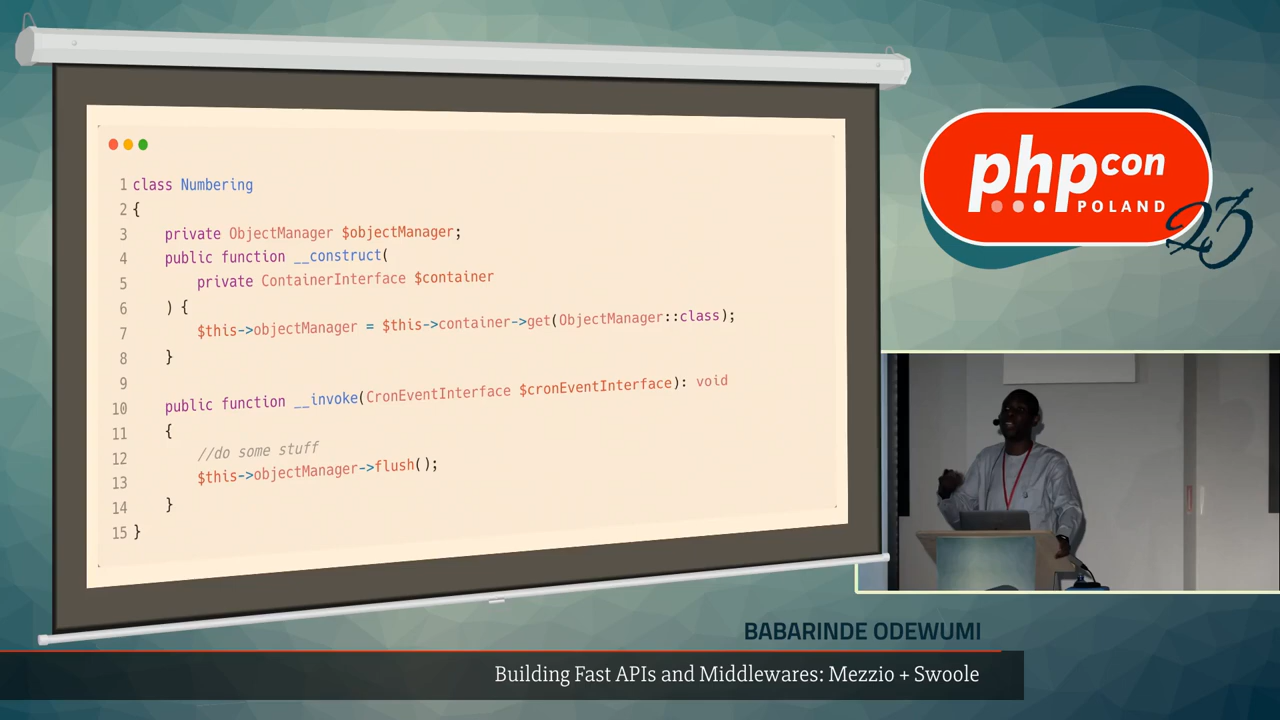 1 class Numbering
2 {
3 private ObjectManager $objectManager;
4 public function __construct(
5 private ContainerInterface $container
6 ) {
7 $this->objectManager = $this->container->get(ObjectManager::class);
8 }
9
10 public function __invoke(CronEventInterface $cronEventInterface): void
11 {
12 //do some stuff
13 $this->objectManager->flush();
14 }
15 }
phpcon
POLAND
23
BABARINDE ODEWUMI
Building Fast APIs and Middlewares: Mezzio + Swoole